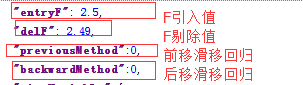 "entryF": 2.5, F引入值
"delF": 2.49, F剔除值
"previousMethod":0, 前移滑移回归
"backwardMethod":0, 后移滑移回归